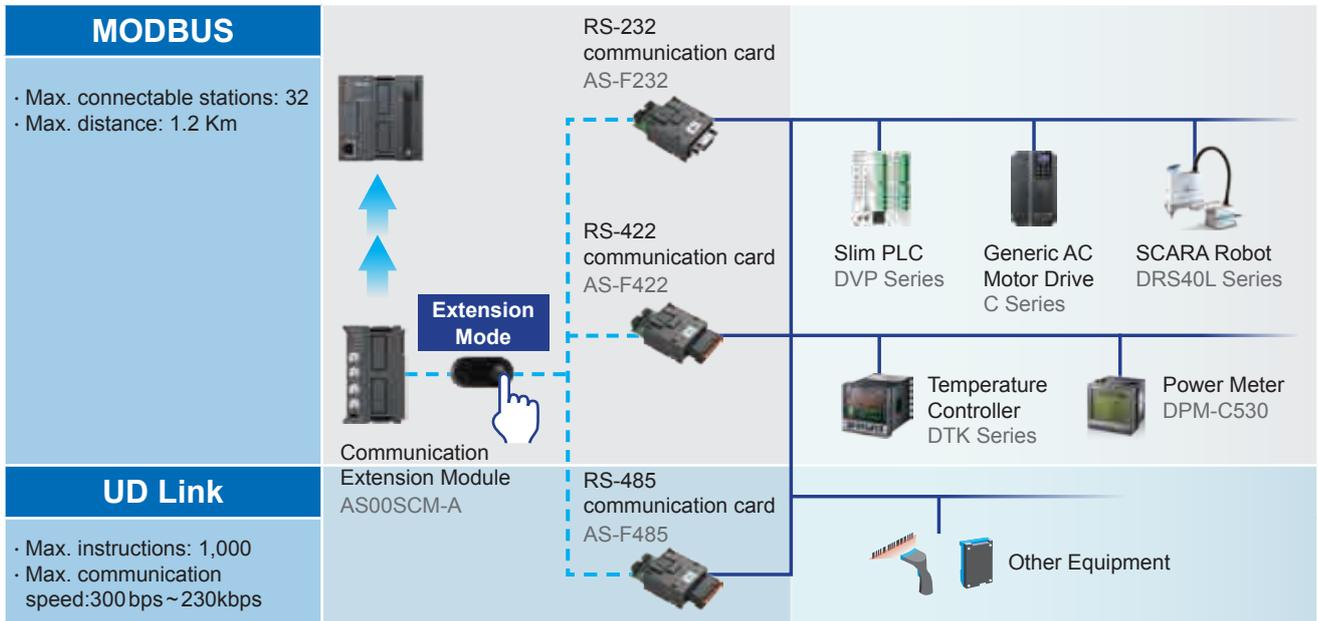 MODBUS
· Max. connectable stations: 32
· Max. distance: 1.2 Km
RS-232
communication card
AS-F232
RS-422
communication card
AS-F422
Extension
Mode
Communication
Extension Module
AS00SCM-A
Slim PLC
DVP Series
Generic AC
Motor Drive
C Series
SCARA Robot
DRS40L Series
Temperature
Controller
DTK Series
Power Meter
DPM-C530
UD Link
· Max. instructions: 1,000
· Max. communication
speed:300bps~230kbps
RS-485
communication card
AS-F485
Other Equipment